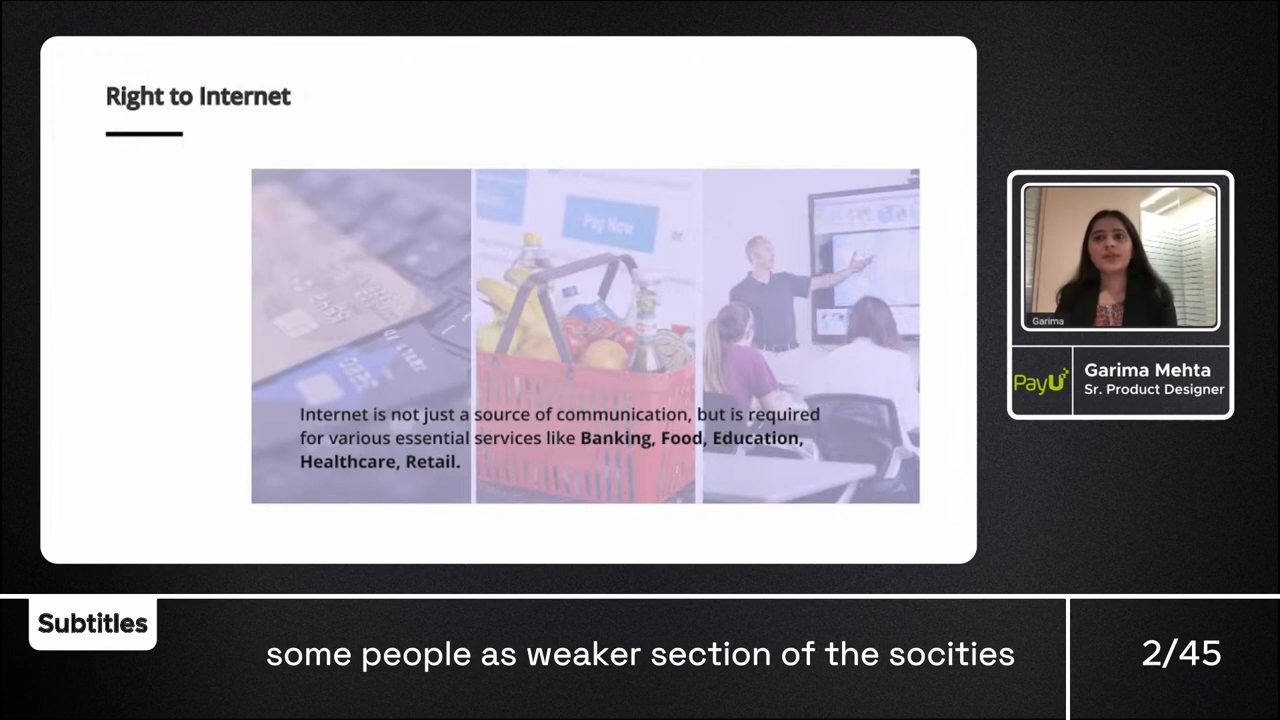 Right to Internet
Pay Now
or
Internet is not just a source of communication, but is required
for various essential services like Banking, Food, Education,
Healthcare, Retail.
Garima
PayU
Garima Mehta
Sr. Product Designer
Subtitles
some people as weaker section of the socities
2/45